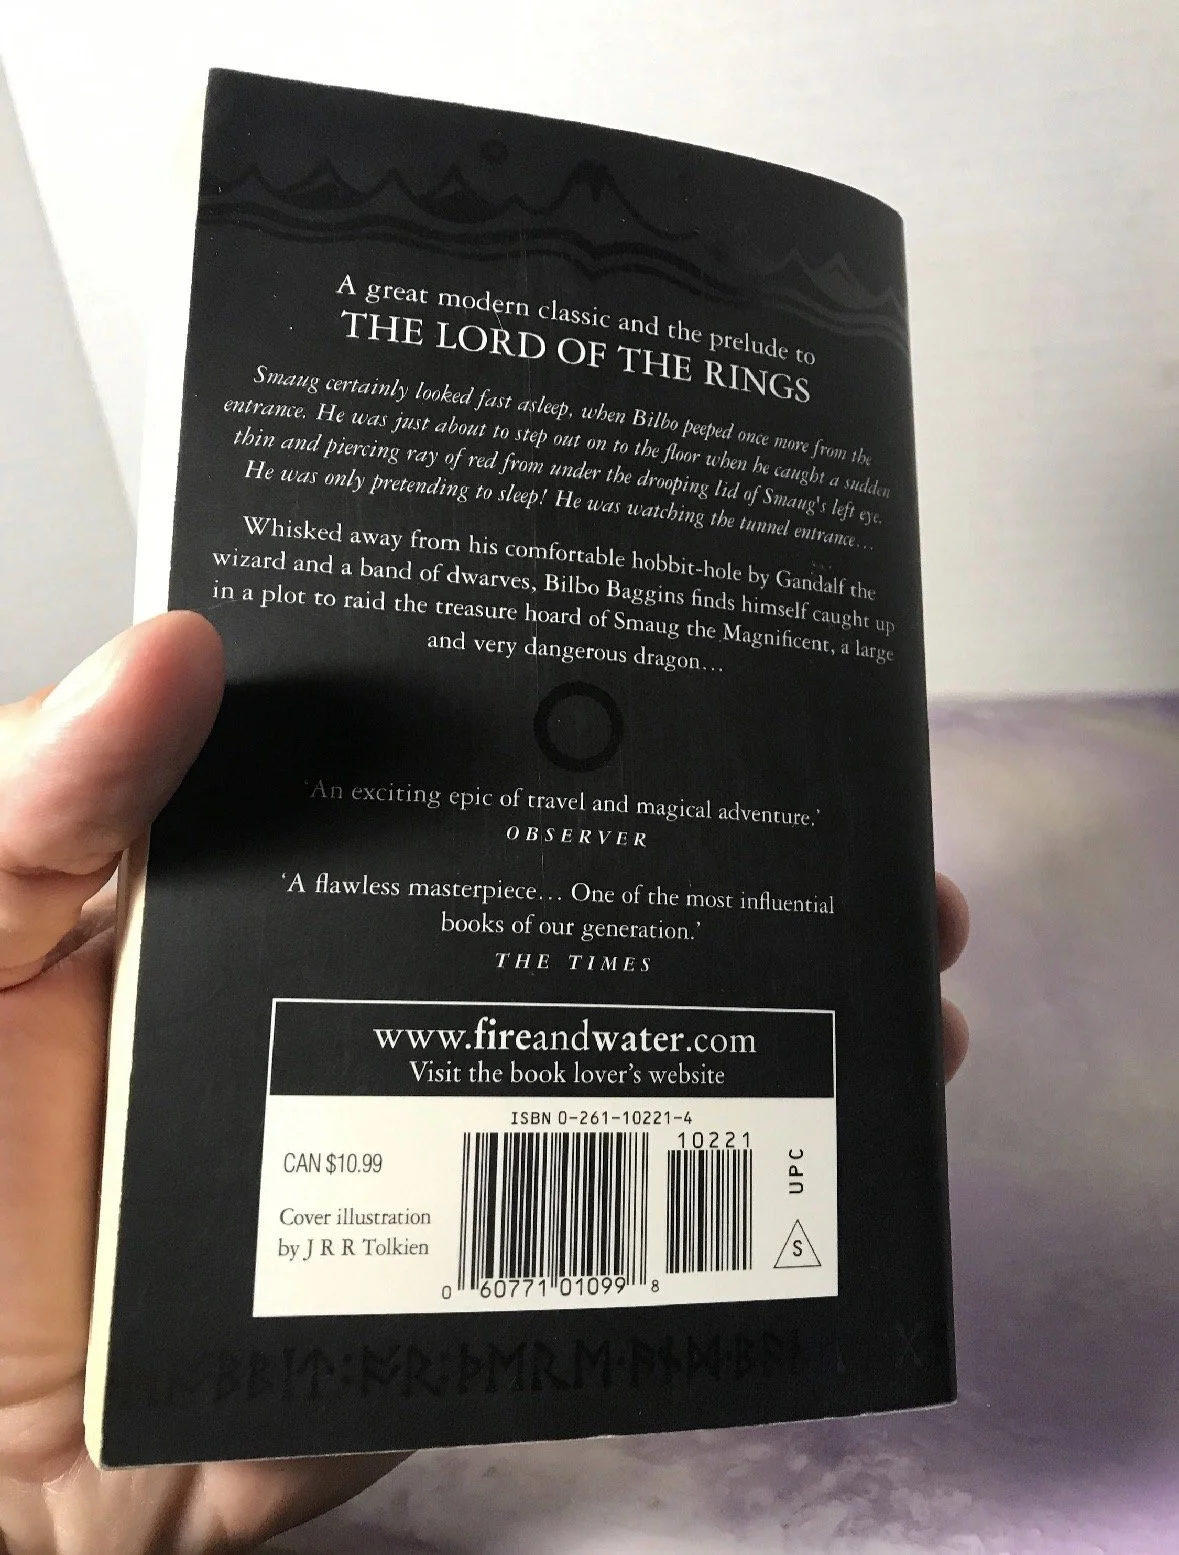 A great modern classic and the prelude to
THE LORD OF THE RINGS
Smaug certainly looked fast asleep, when Bilbo peeped once more from the
entrance. He was just about to step out on to the floor when he caught a sudden
thin and piercing ray of red from under the drooping lid of Smaug's left eye.
He was only pretending to sleep! He was watching the tunnel entrance...
Whisked away from his comfortable hobbit-hole by Gandalf the
wizard and a band of dwarves, Bilbo Baggins finds himself caught up
in a plot to raid the treasure hoard of Smaug the Magnificent, a large
and very dangerous dragon...
'An exciting epic of travel and magical adventure.'
OBSERVER
'A flawless masterpiece... One of the most influential
books of our generation.'
THE TIMES
www.fireandwater.com
Visit the book lover's website
ISBN 0-261-10221-4
10221
CAN $10.99
UPC
Cover illustration
by J R R Tolkien
S
0 60771 01099 8
ᛒᛒᛁᛏ:ᚩᚱ:ᚦᛖᚱᛖ·ᚪᚾᛞ·ᛒᚪ